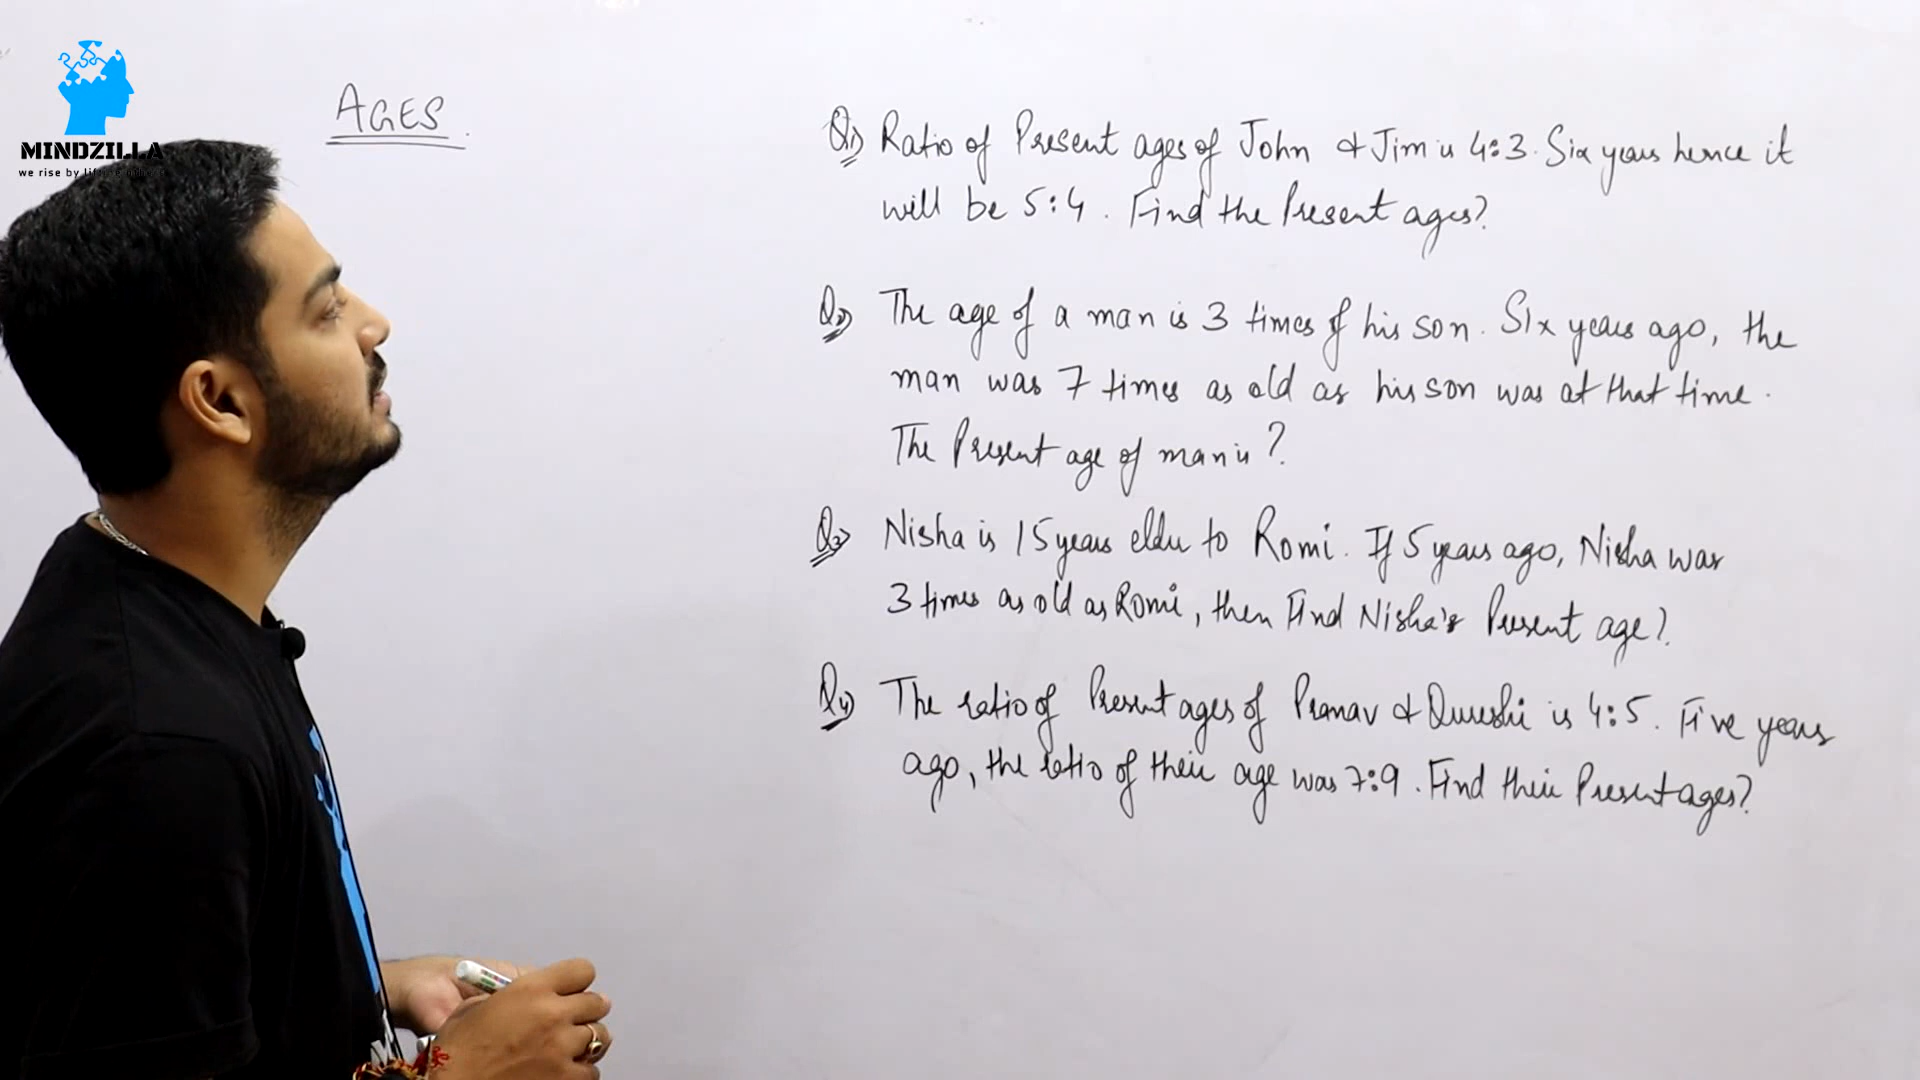 MINDZILLA
we rise by
AGES
Q1) Ratio of Present ages of John & Jim is 4:3. Six years hence it
will be 5:4. Find the Present ages?
Q2) The age of a man is 3 times of his son. Six years ago, the
man was 7 times as old as his son was at that time.
The Present age of man is?
Q3) Nisha is 15 years elder to Romi. If 5 years ago, Nisha was
3 times as old as Romi, then Find Nisha's Present age?
Q4) The ratio of Present ages of Pranav & Qureshi is 4:5. Five years
ago, the ratio of their age was 7:9. Find their Present ages?